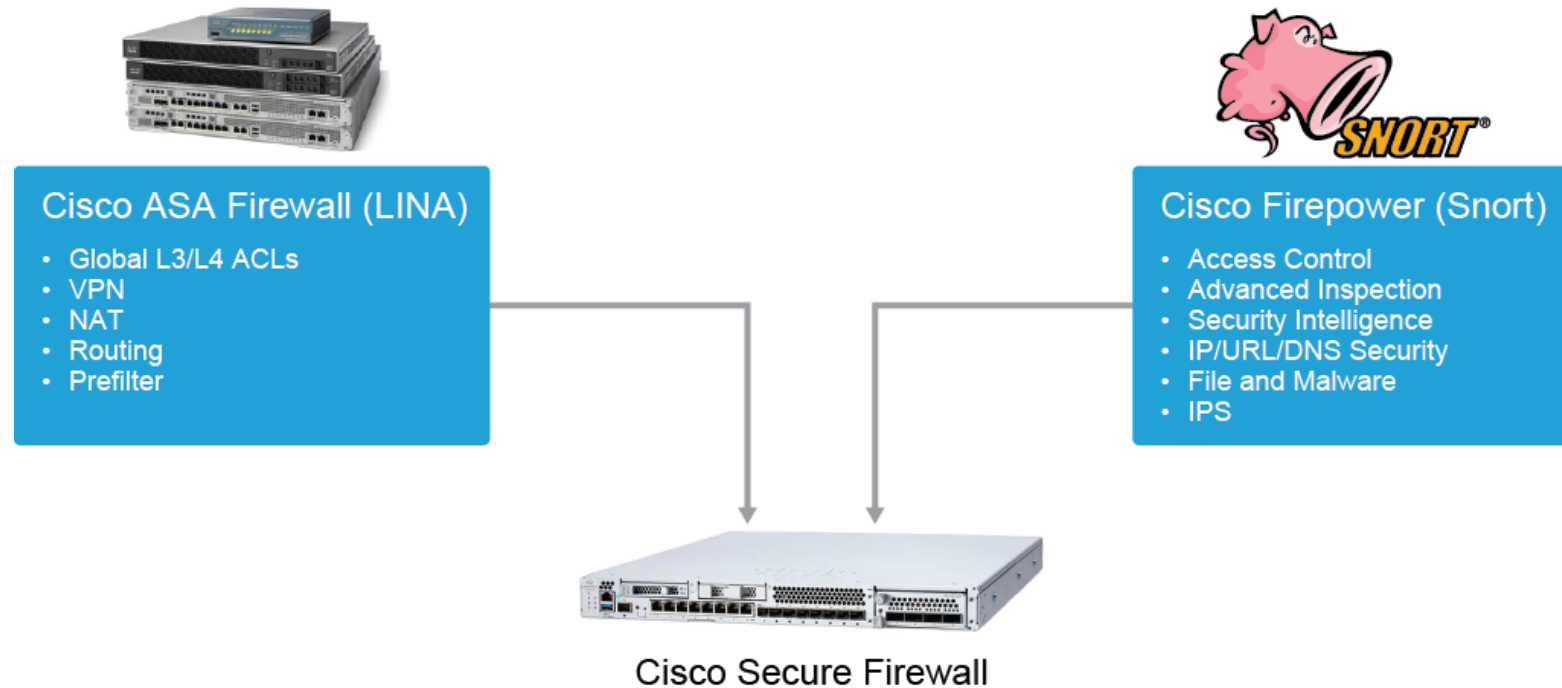 SNORT®
Cisco ASA Firewall (LINA)
• Global L3/L4 ACLs
• VPN
• NAT
• Routing
• Prefilter
Cisco Firepower (Snort)
• Access Control
• Advanced Inspection
• Security Intelligence
• IP/URL/DNS Security
• File and Malware
• IPS
Cisco Secure Firewall